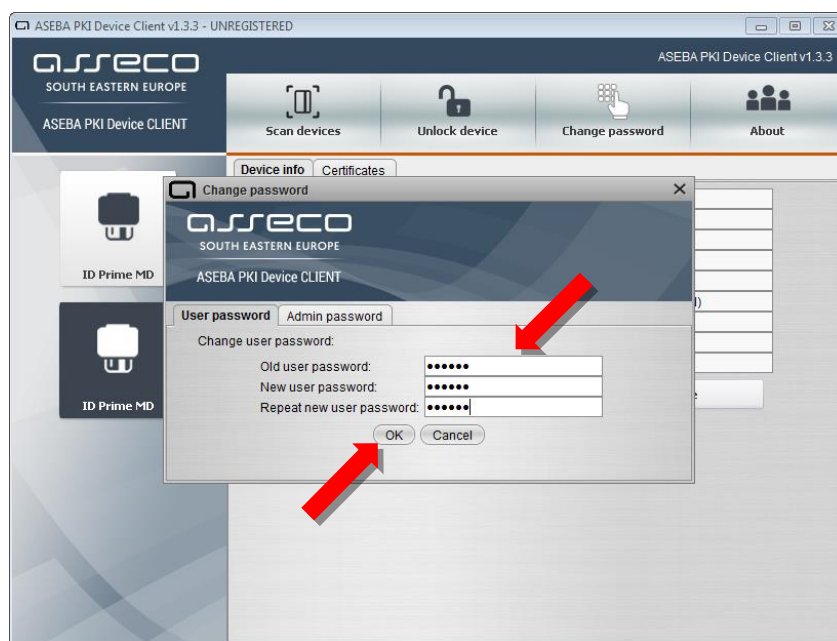 ASEBA PKI Device Client v1.3.3 - UNREGISTERED
asseco
SOUTH EASTERN EUROPE
ASEBA PKI Device CLIENT
ASEBA PKI Device Client v1.3.3
Scan devices
Unlock device
Change password
About
Device info
Certificates
ID Prime MD
ID Prime MD
Change password
asseco
SOUTH EASTERN EUROPE
ASEBA PKI Device CLIENT
User password
Admin password
Change user password:
Old user password: ••••••
New user password: ••••••
Repeat new user password: ••••••
OK
Cancel